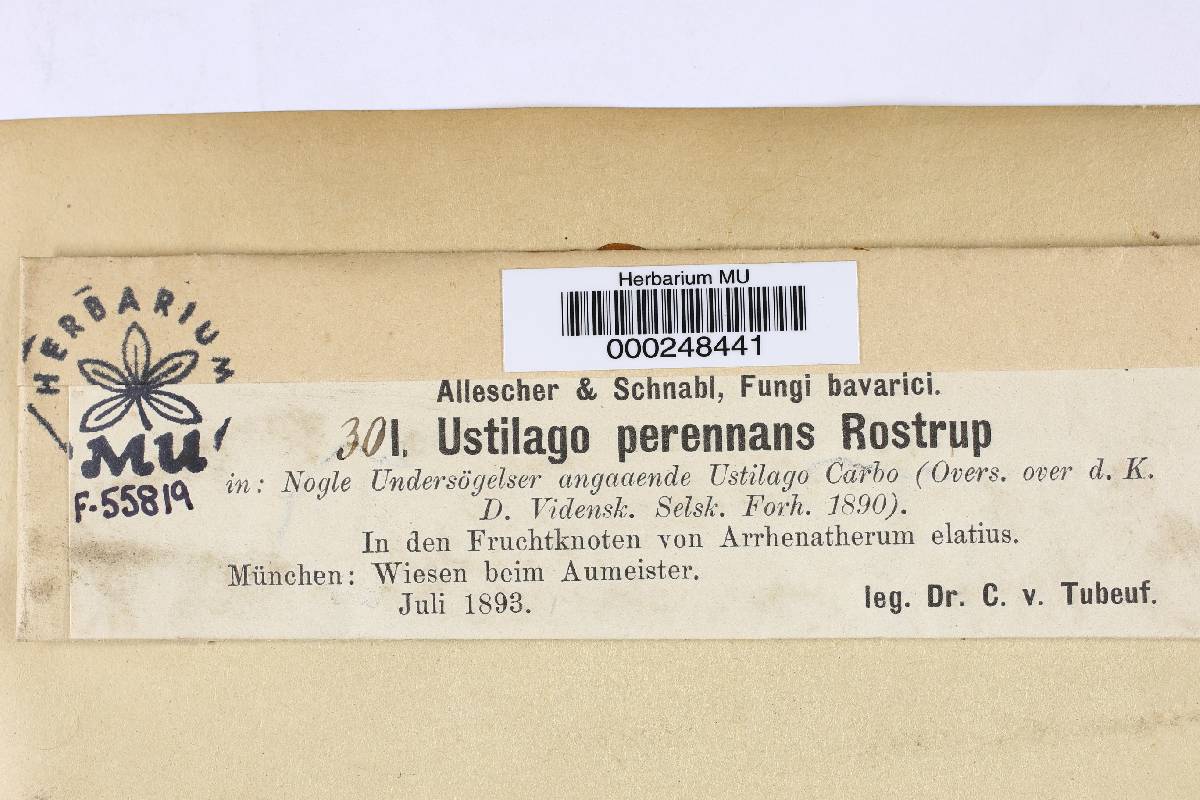 Herbarium MU
000248441
HERBARIUM
MU
F-55819
Allescher & Schnabl, Fungi bavarici.
301. Ustilago perennans Rostrup
in: Nogle Undersögelser angaaende Ustilago Carbo (Overs. over d. K.
D. Vidensk. Selsk. Forh. 1890).
In den Fruchtknoten von Arrhenatherum elatius.
München: Wiesen beim Aumeister.
Juli 1893.
leg. Dr. C. v. Tubeuf.